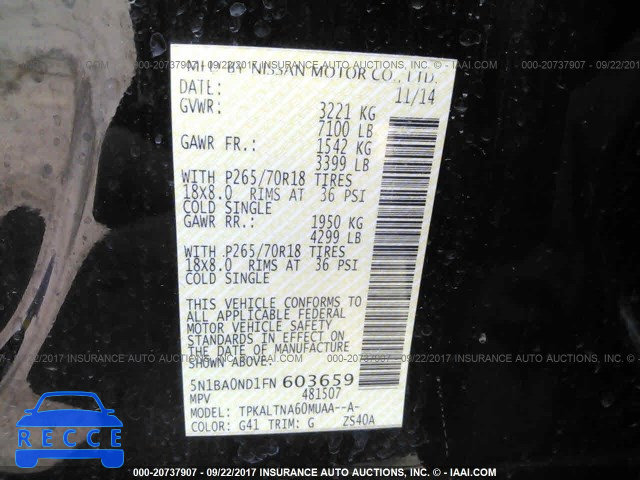 000-20737907 - 09/22/2017 INSURANCE AUTO AUCTIONS, INC. - © - IAAI.COM
MFD BY NISSAN MOTOR CO., LTD.
DATE: 11/14
GVWR: 3221 KG
7100 LB
GAWR FR.: 1542 KG
3399 LB
WITH P265/70R18 TIRES
18X8.0 RIMS AT 36 PSI
COLD SINGLE
GAWR RR.: 1950 KG
4299 LB
WITH P265/70R18 TIRES
18X8.0 RIMS AT 36 PSI
COLD SINGLE
THIS VEHICLE CONFORMS TO
ALL APPLICABLE FEDERAL
MOTOR VEHICLE SAFETY
STANDARDS IN EFFECT ON
THE DATE OF MANUFACTURE
SHOWN ABOVE:
5N1BA0ND1FN 603659
MPV 481507
MODEL: TPKALTNA60MUAA--A-
COLOR: G41 TRIM: G ZS40A
000-20737907 - 09/22/2017 INSURANCE AUTO AUCTIONS, INC. - © - IAAI.COM